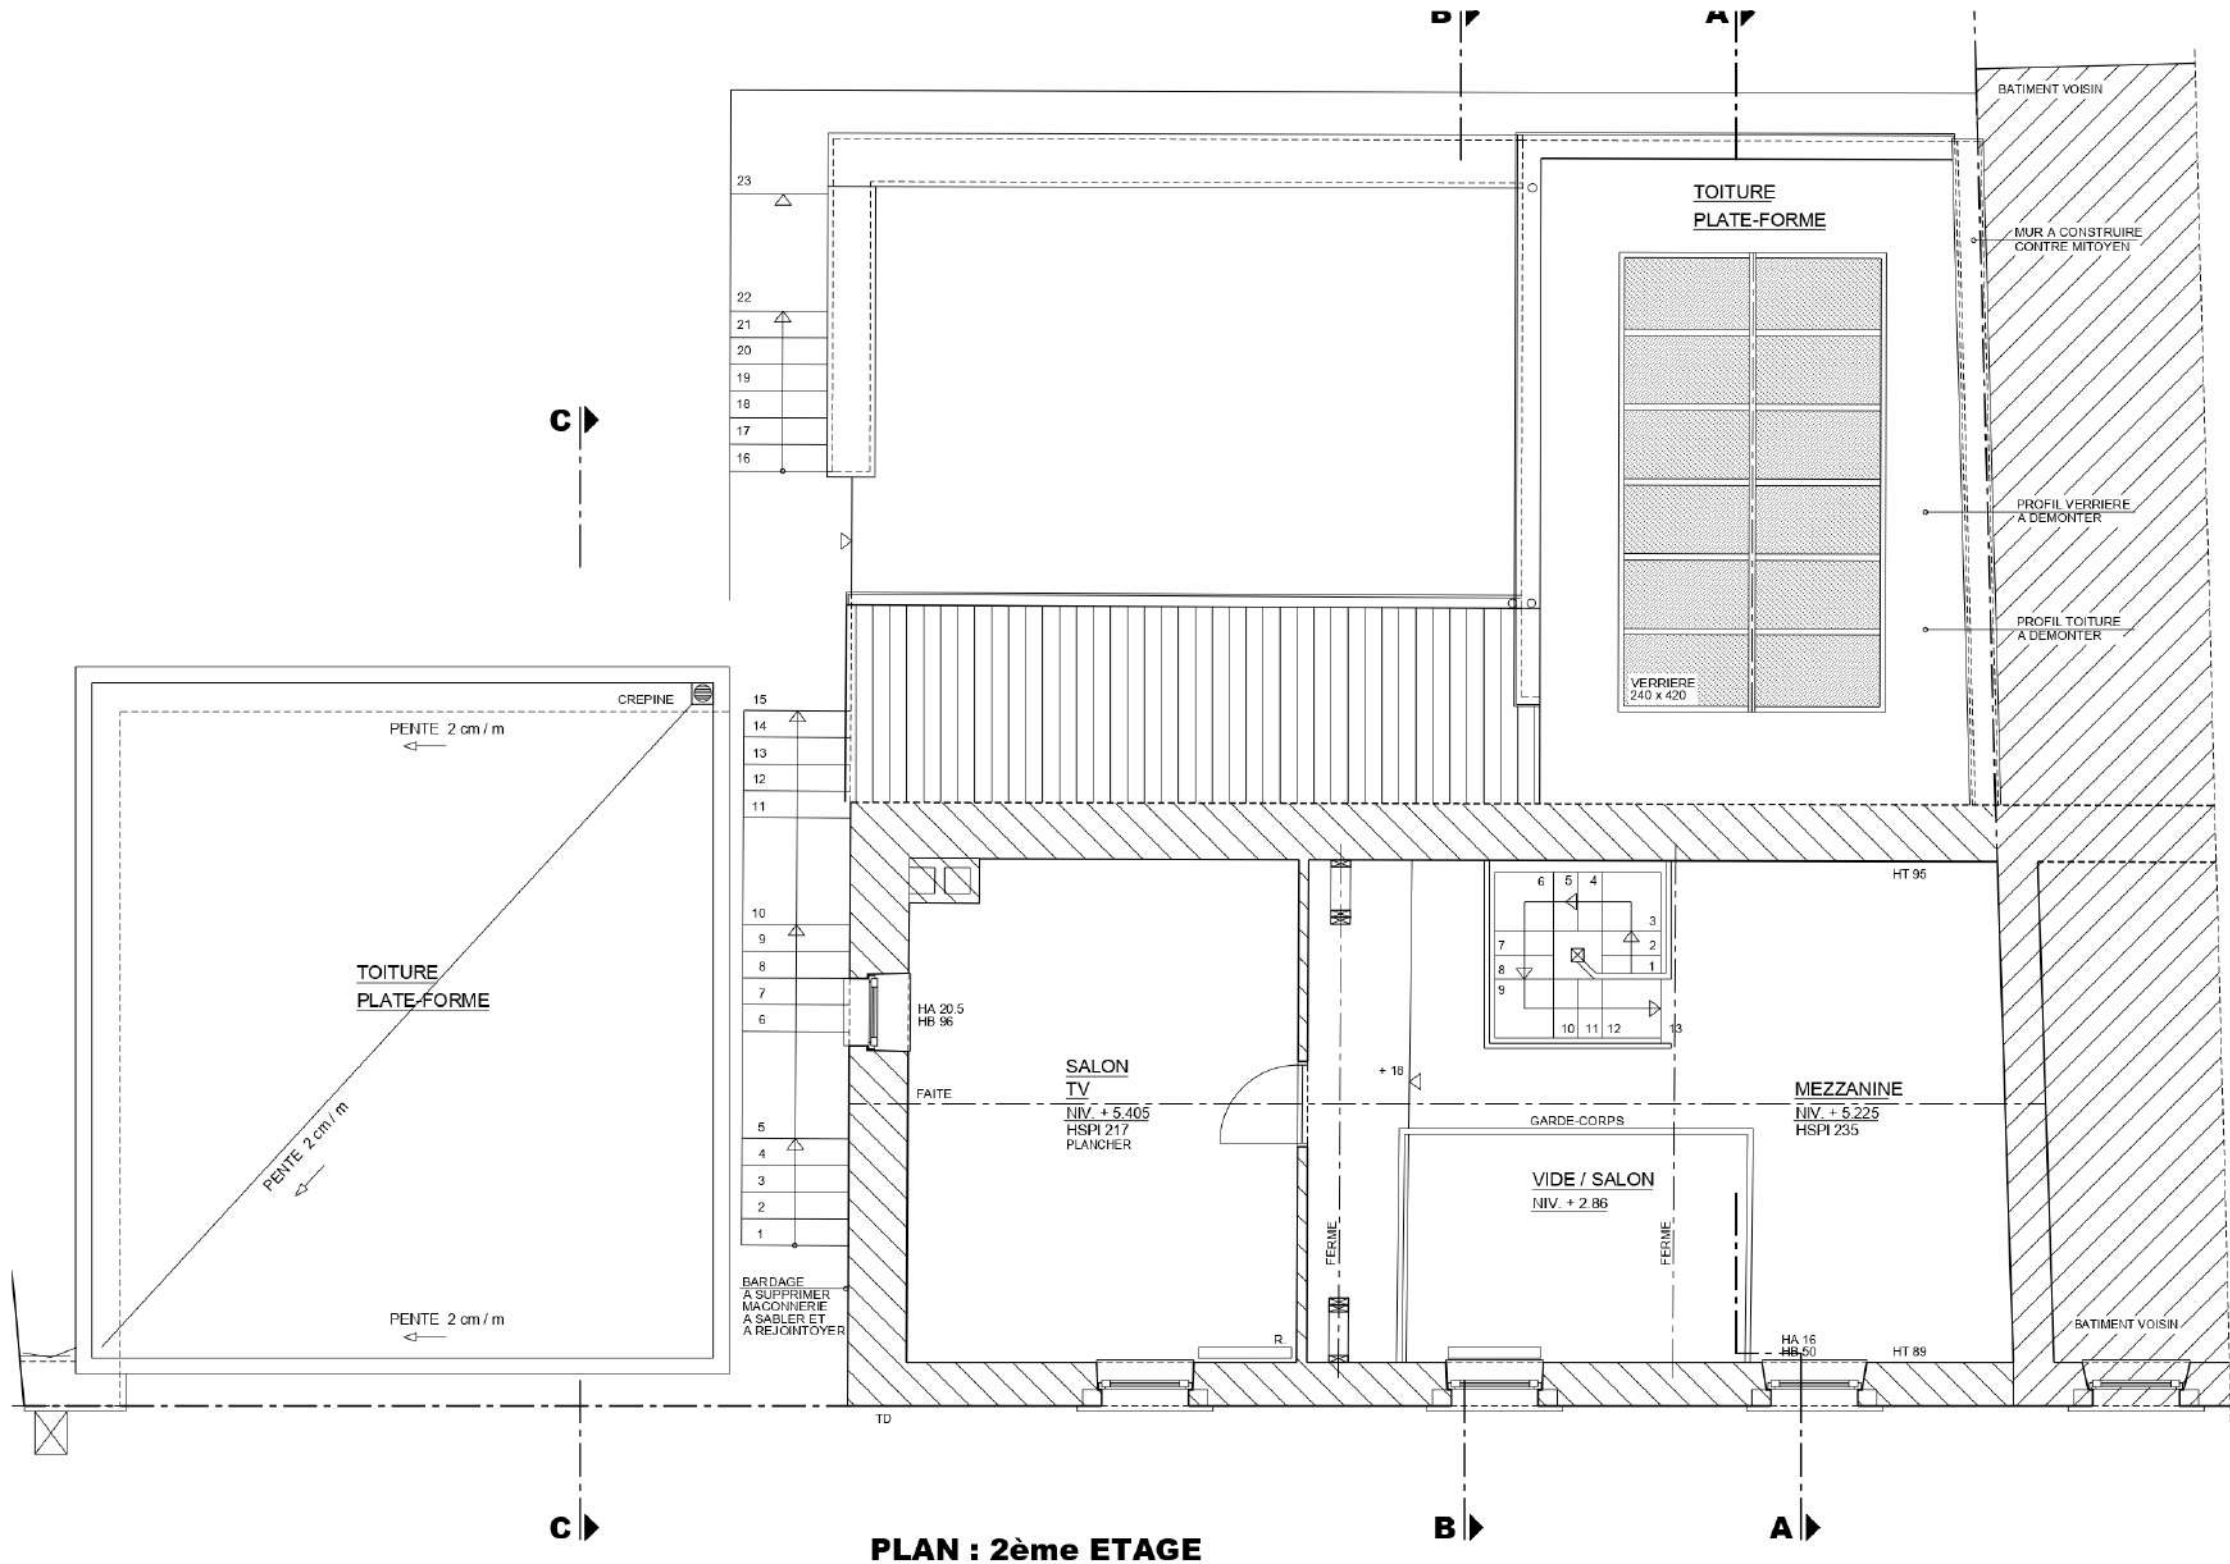 B
A
BATIMENT VOISIN
23
TOITURE
PLATE-FORME
MUR A CONSTRUIRE
CONTRE MITOYEN
22
21
20
19
18
17
16
C
PROFIL VERRIERE
A DEMONTER
PROFIL TOITURE
A DEMONTER
VERRIERE
240 x 420
CREPINE
PENTE 2 cm / m
15
14
13
12
11
10
9
8
7
6
5
4
3
2
1
TOITURE
PLATE-FORME
PENTE 2 cm / m
PENTE 2 cm / m
BARDAGE
A SUPPRIMER
MACONNERIE
A SABLER ET
A REJOINTOYER
HA 20.5
HB 96
FAITE
SALON
TV
NIV. + 5.405
HSPI 217
PLANCHER
R.
6
5
4
3
2
1
7
8
9
10
11
12
13
HT 95
+ 18
MEZZANINE
NIV. + 5.225
HSPI 235
GARDE-CORPS
VIDE / SALON
NIV. + 2.86
FERME
FERME
HA 16
HB 50
HT 89
BATIMENT VOISIN
TD
C
B
A
PLAN : 2ème ETAGE